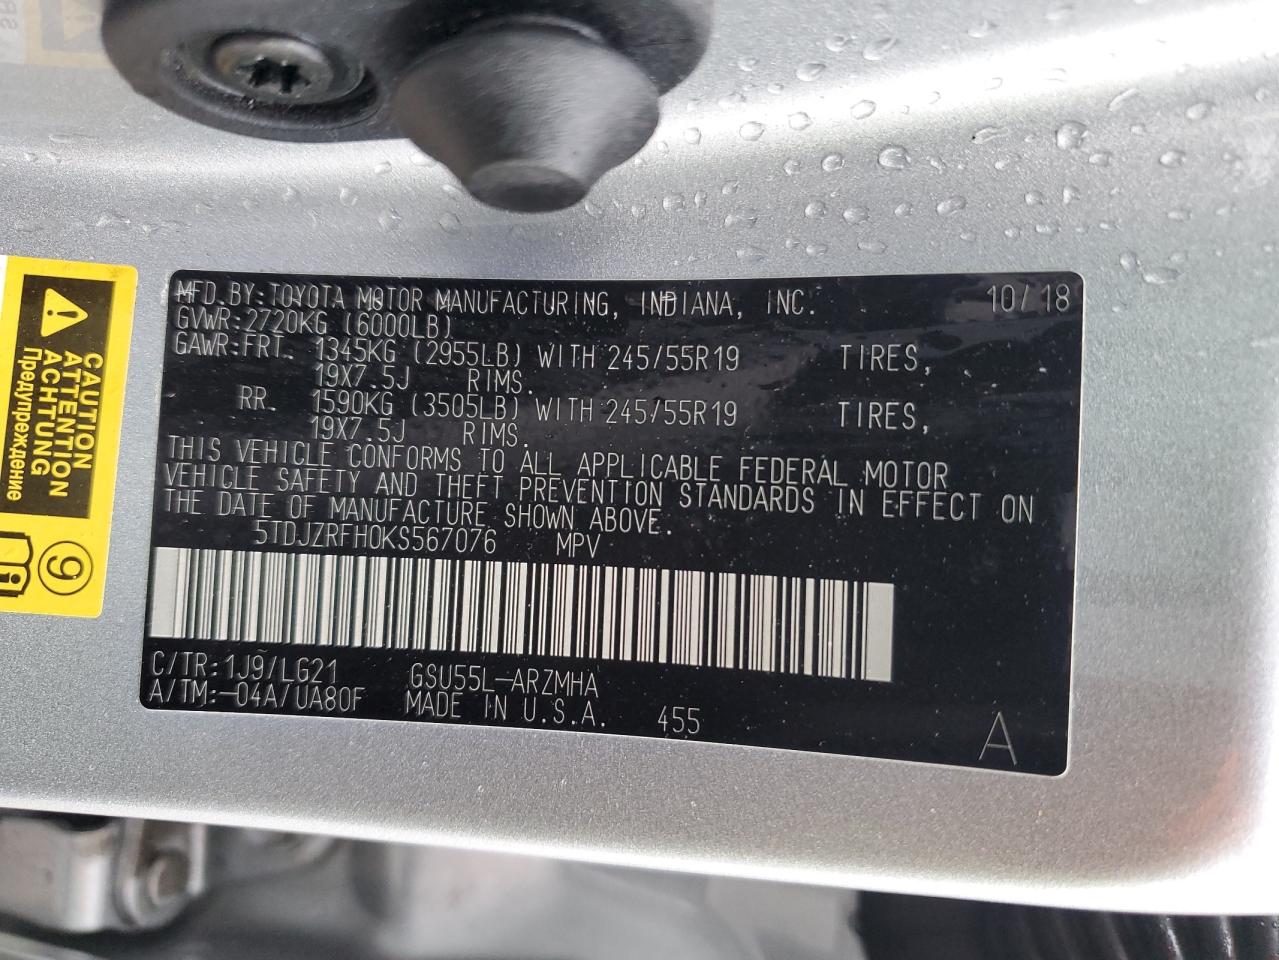 MFD.BY:TOYOTA MOTOR MANUFACTURING, INDIANA, INC. 10/18
GVWR:2720KG (6000LB)
GAWR:FRT. 1345KG (2955LB) WITH 245/55R19 TIRES,
19X7.5J RIMS.
RR. 1590KG (3505LB) WITH 245/55R19 TIRES,
19X7.5J RIMS.
THIS VEHICLE CONFORMS TO ALL APPLICABLE FEDERAL MOTOR
VEHICLE SAFETY AND THEFT PREVENTION STANDARDS IN EFFECT ON
THE DATE OF MANUFACTURE SHOWN ABOVE.
5TDJZRFH0KS567076 MPV
C/TR:1J9/LG21 GSU55L-ARZMHA
A/TM:-04A/UA80F MADE IN U.S.A. 455
A
CAUTION
ATTENTION
ACHTUNG
Предупреждение
9